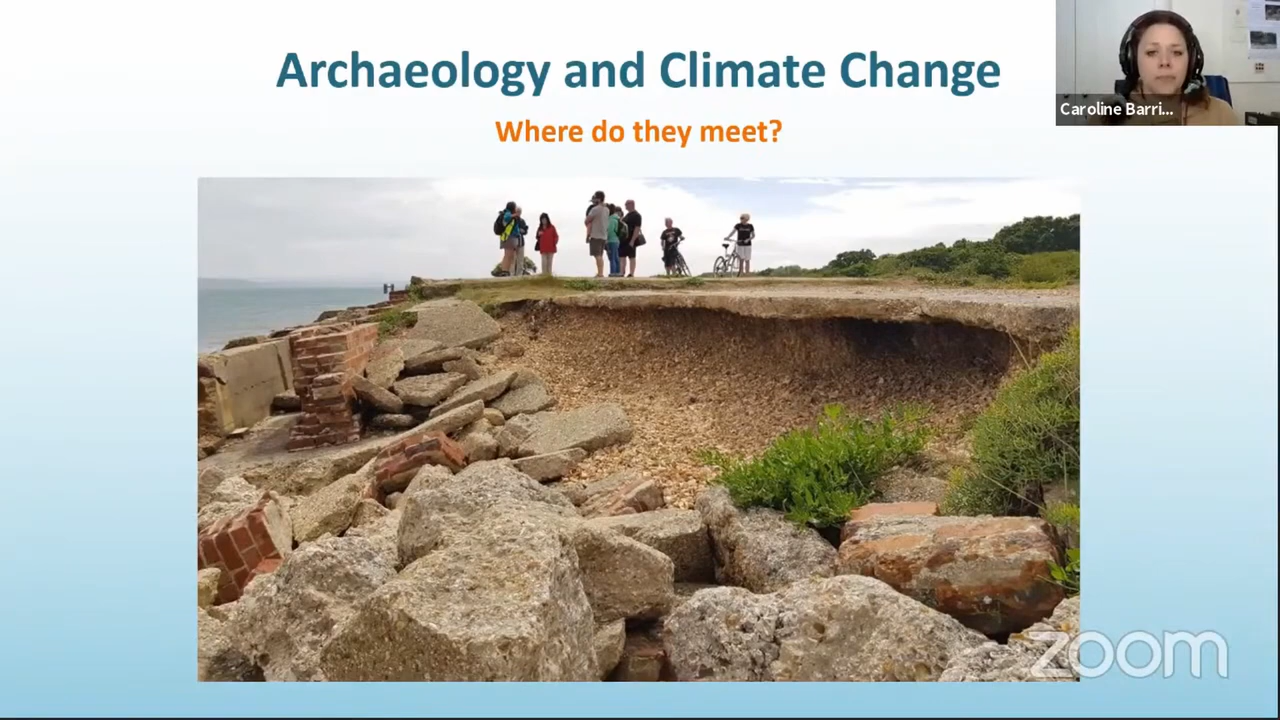 Archaeology and Climate Change
Where do they meet?
Caroline Barri...
zoom